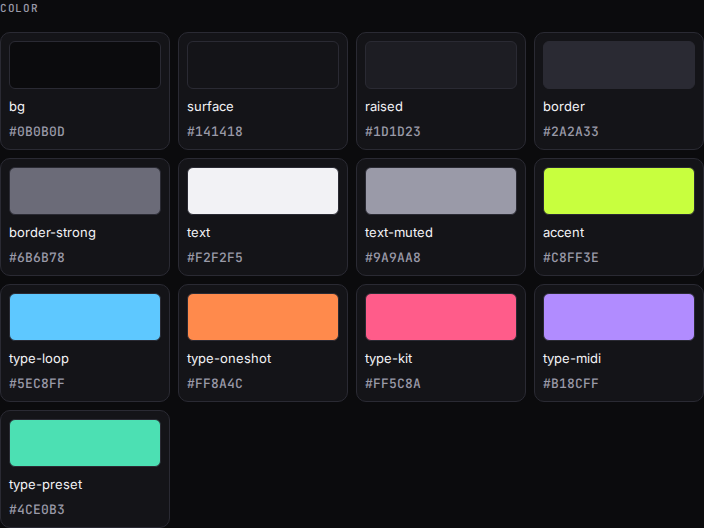 COLOR
bg
#0B0B0D
surface
#141418
raised
#1D1D23
border
#2A2A33
border-strong
#6B6B78
text
#F2F2F5
text-muted
#9A9AA8
accent
#C8FF3E
type-loop
#5EC8FF
type-oneshot
#FF8A4C
type-kit
#FF5C8A
type-midi
#B18CFF
type-preset
#4CE0B3